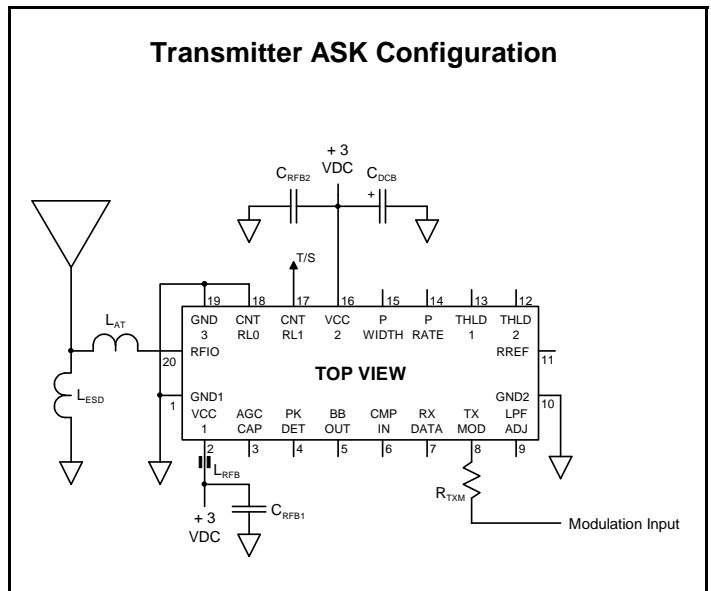 Transmitter ASK Configuration
+ 3
VDC
CRFB2
CDCB
+
T/S
19 18 17 16 15 14 13 12
GND
3
CNT
RL0
CNT
RL1
VCC
2
P
WIDTH
P
RATE
THLD
1
THLD
2
LAT
20
RFIO
RREF
11
TOP VIEW
LESD
1
GND1
GND2
10
VCC
1
AGC
CAP
PK
DET
BB
OUT
CMP
IN
RX
DATA
TX
MOD
LPF
ADJ
2 3 4 5 6 7 8 9
LRFB
RTXM
+ 3
VDC
CRFB1
Modulation Input